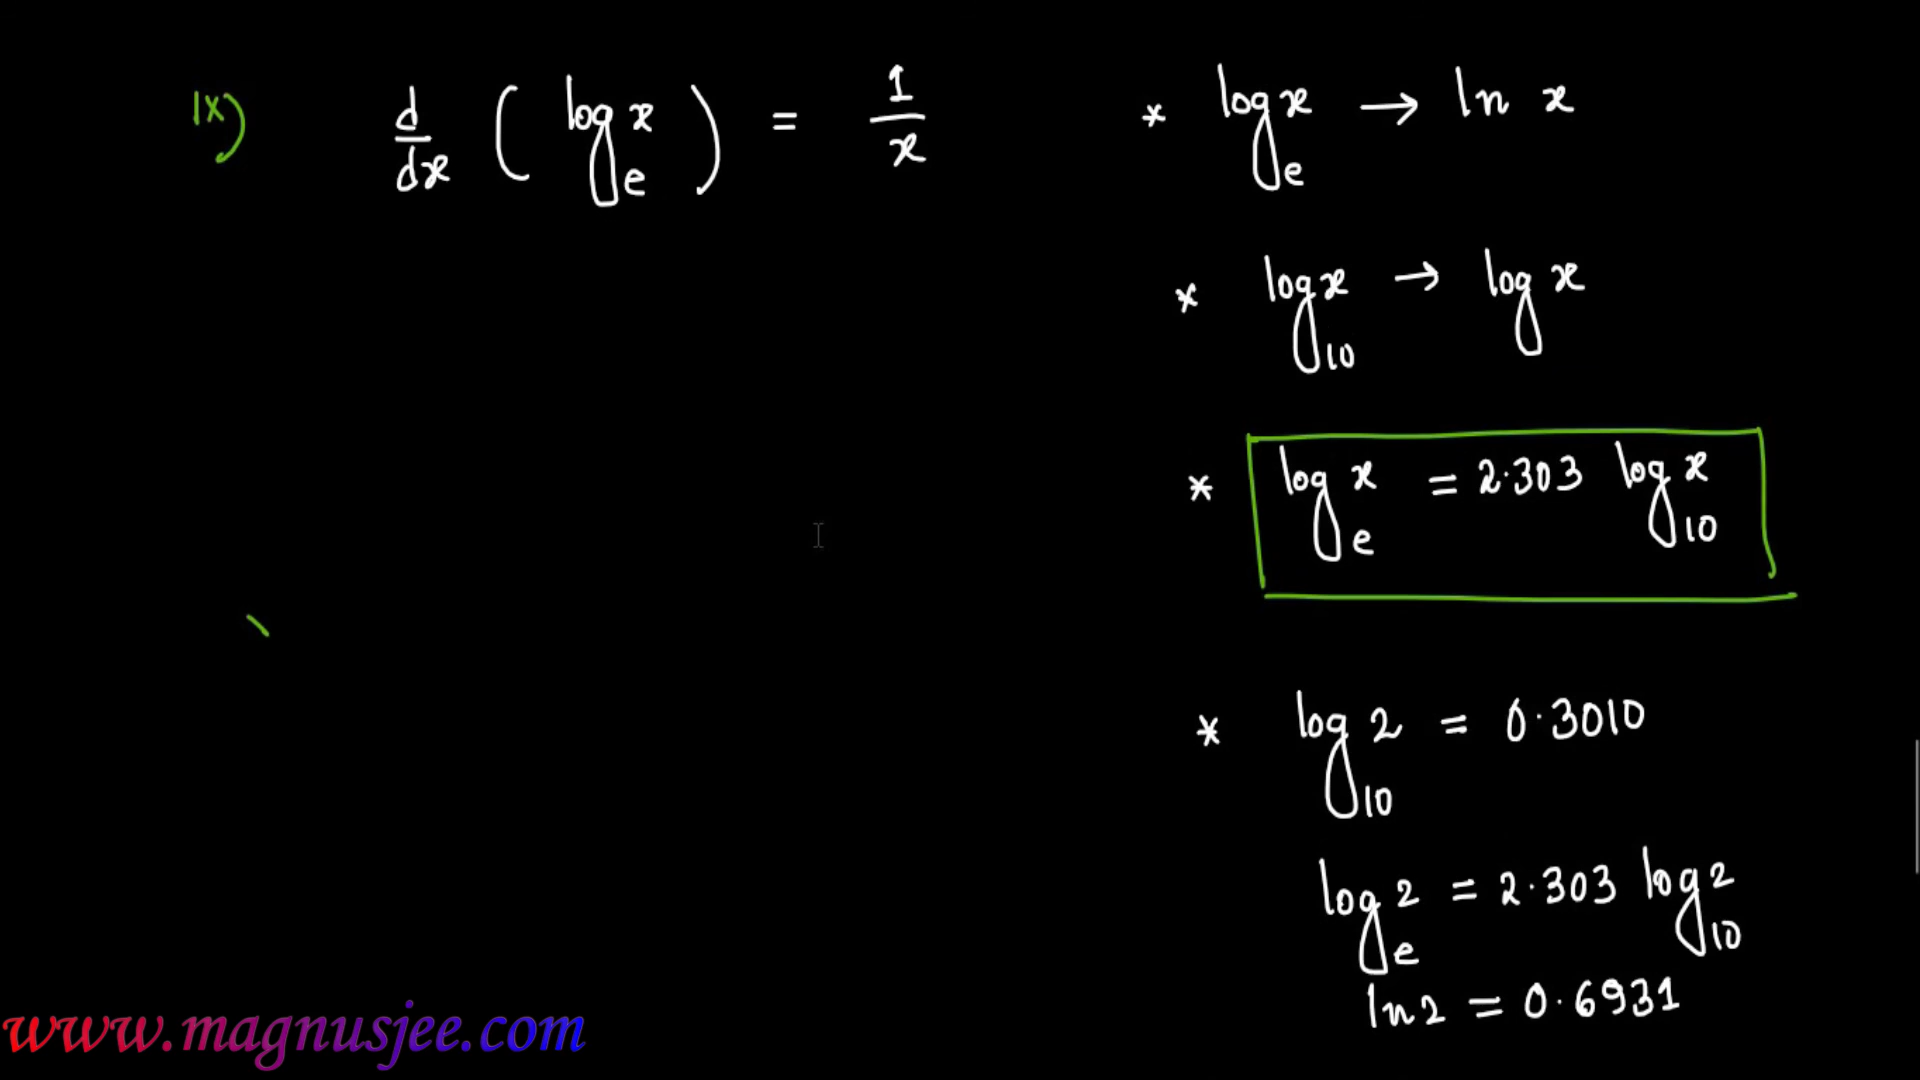 ix) d/dx ( log_e x ) = 1/x
* log_e x → ln x
* log_10 x → log x
* log_e x = 2.303 log_10 x
* log_10 2 = 0.3010
log_e 2 = 2.303 log_10 2
ln 2 = 0.6931
www.magnusjee.com